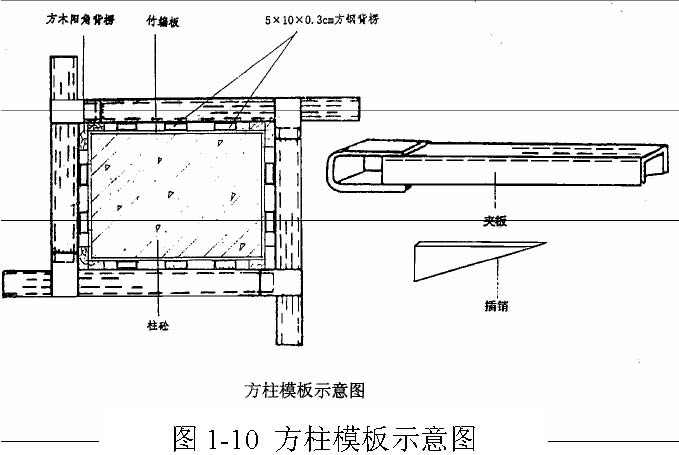 方木阳角背楞
竹编板
5×10×0.3cm方钢背楞
夹板
插销
柱砼
方柱模板示意图
图 1-10 方柱模板示意图